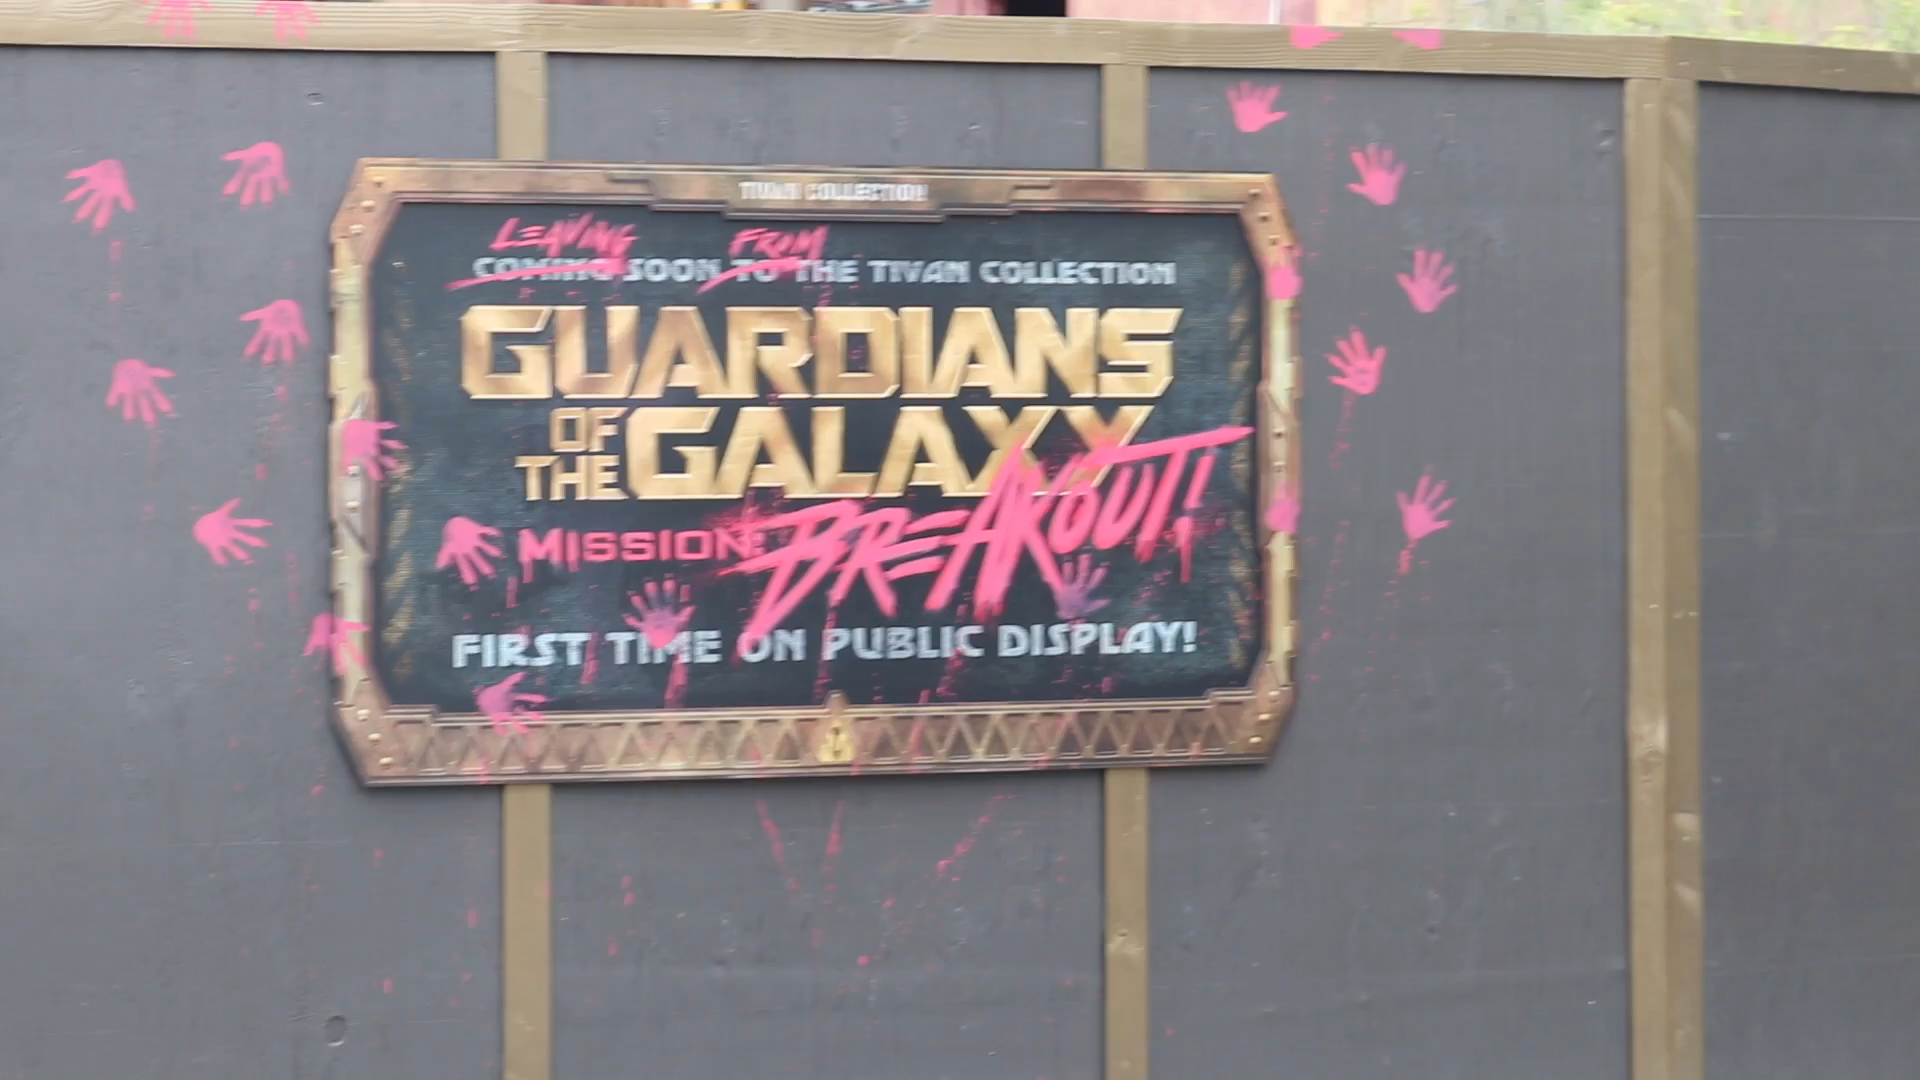 TIVAN COLLECTION
LEAVING FROM
COMING SOON TO THE TIVAN COLLECTION
GUARDIANS
OF THE GALAXY
MISSION: BREAKOUT!
FIRST TIME ON PUBLIC DISPLAY!